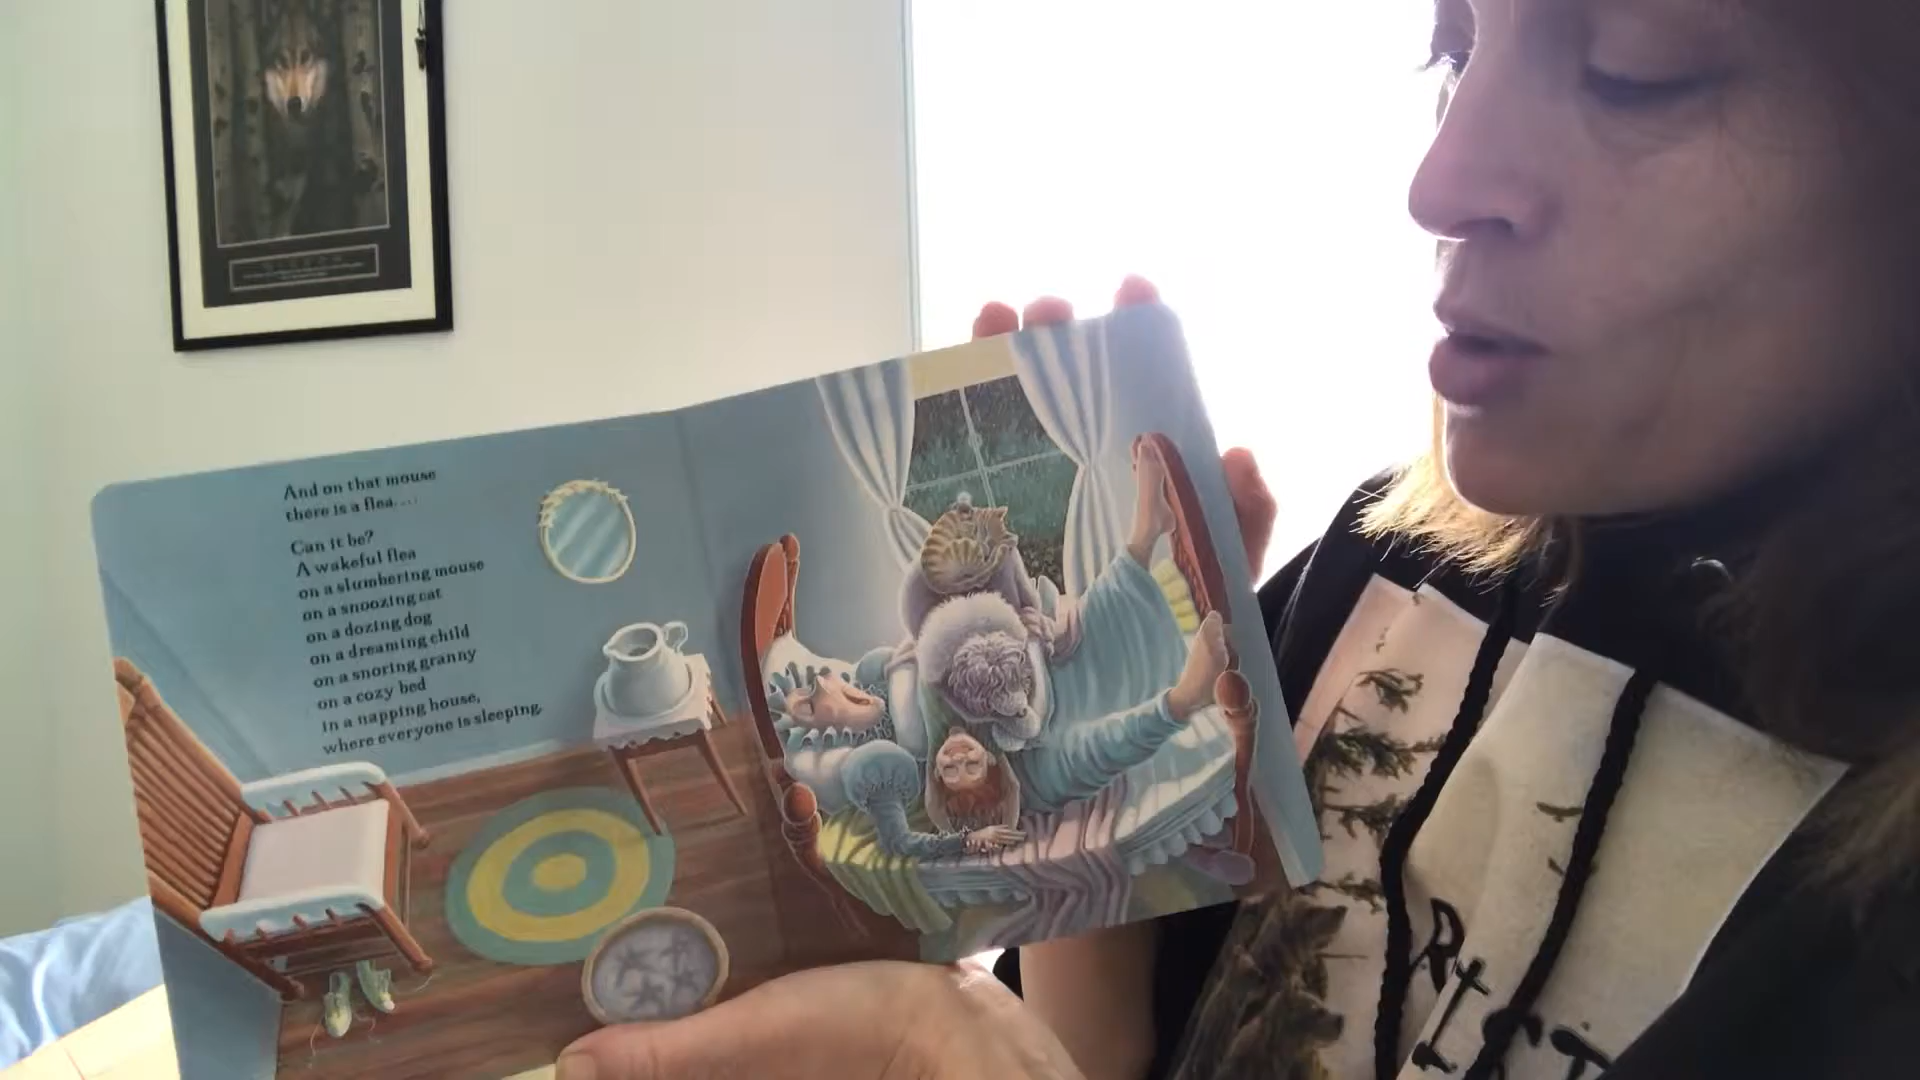 And on that mouse
there is a flea....
Can it be?
A wakeful flea
on a slumbering mouse
on a snoozing cat
on a dozing dog
on a dreaming child
on a snoring granny
on a cozy bed
in a napping house,
where everyone is sleeping.